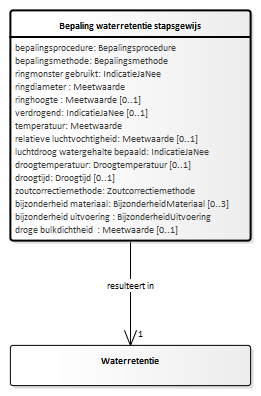 Bepaling waterretentie stapsgewijs
bepalingsprocedure: Bepalingsprocedure
bepalingsmethode: Bepalingsmethode
ringmonster gebruikt: IndicatieJaNee
ringdiameter : Meetwaarde
ringhoogte : Meetwaarde [0..1]
verdrogend: IndicatieJaNee [0..1]
temperatuur: Meetwaarde
relatieve luchtvochtigheid: Meetwaarde [0..1]
luchtdroog watergehalte bepaald: IndicatieJaNee
droogtemperatuur: Droogtemperatuur [0..1]
droogtijd: Droogtijd [0..1]
zoutcorrectiemethode: Zoutcorrectiemethode
bijzonderheid materiaal: BijzonderheidMateriaal [0..3]
bijzonderheid uitvoering : BijzonderheidUitvoering
droge bulkdichtheid : Meetwaarde [0..1]
resulteert in
1
Waterretentie